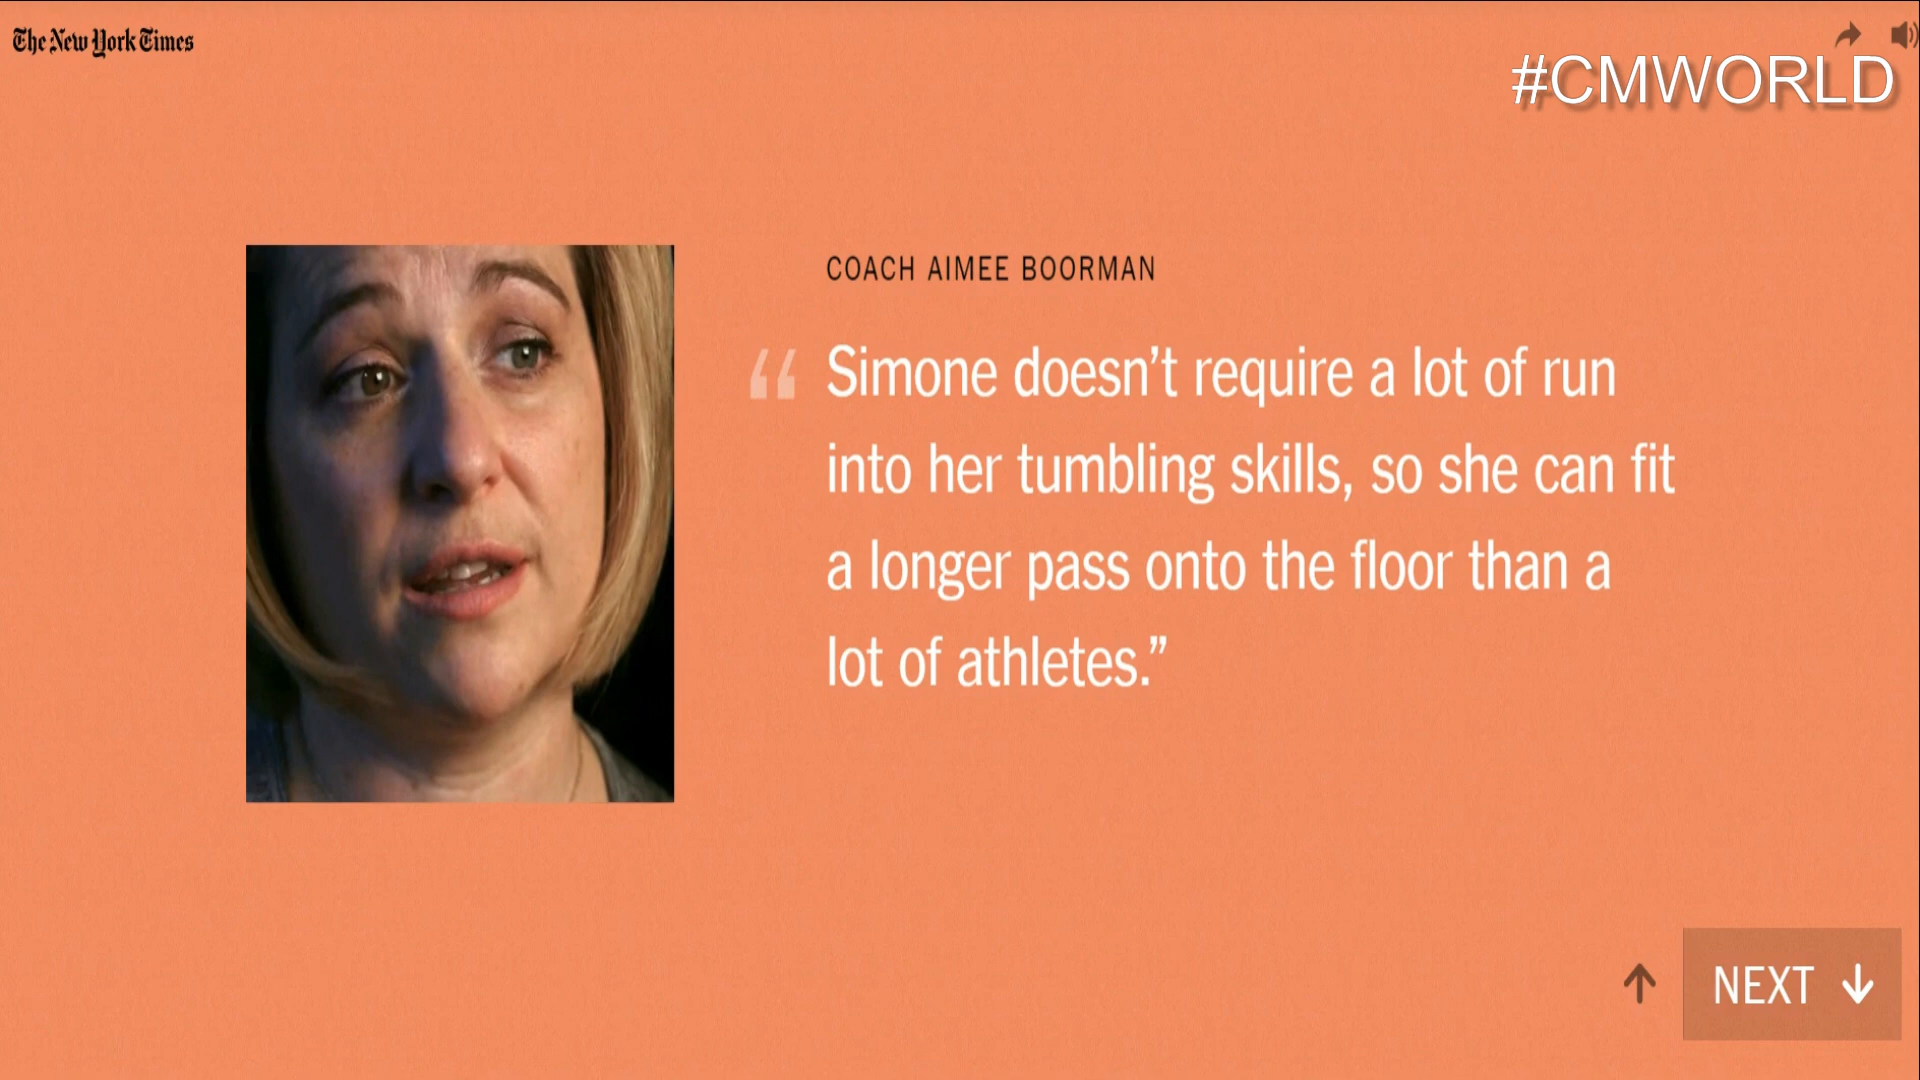 The New York Times
#CMWORLD
COACH AIMEE BOORMAN
“Simone doesn’t require a lot of run
into her tumbling skills, so she can fit
a longer pass onto the floor than a
lot of athletes.”
NEXT